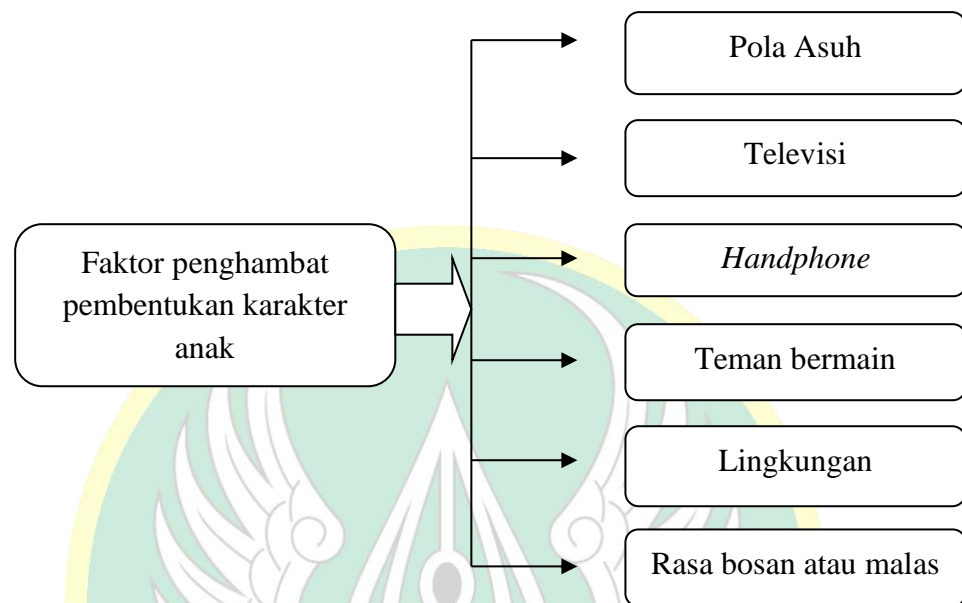 Pola Asuh
Televisi
Handphone
Faktor penghambat
pembentukan karakter
anak
Teman bermain
Lingkungan
Rasa bosan atau malas